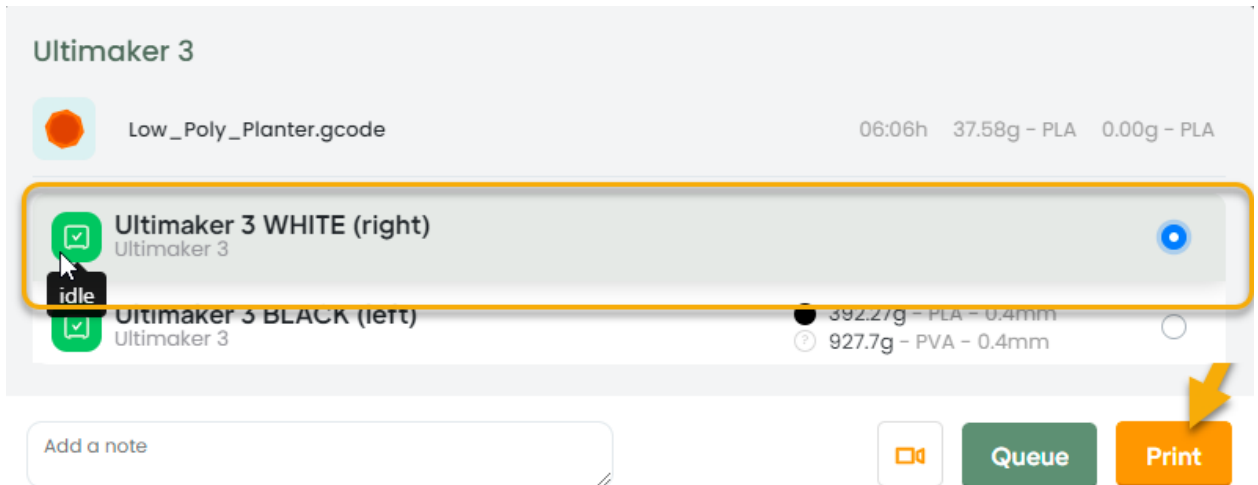 Ultimaker 3
Low_Poly_Planter.gcode 06:06h 37.58g - PLA 0.00g - PLA
Ultimaker 3 WHITE (right)
Ultimaker 3
idle
Ultimaker 3 BLACK (left) 392.27g - PLA - 0.4mm
Ultimaker 3 ? 927.7g - PVA - 0.4mm
Add a note
Queue
Print